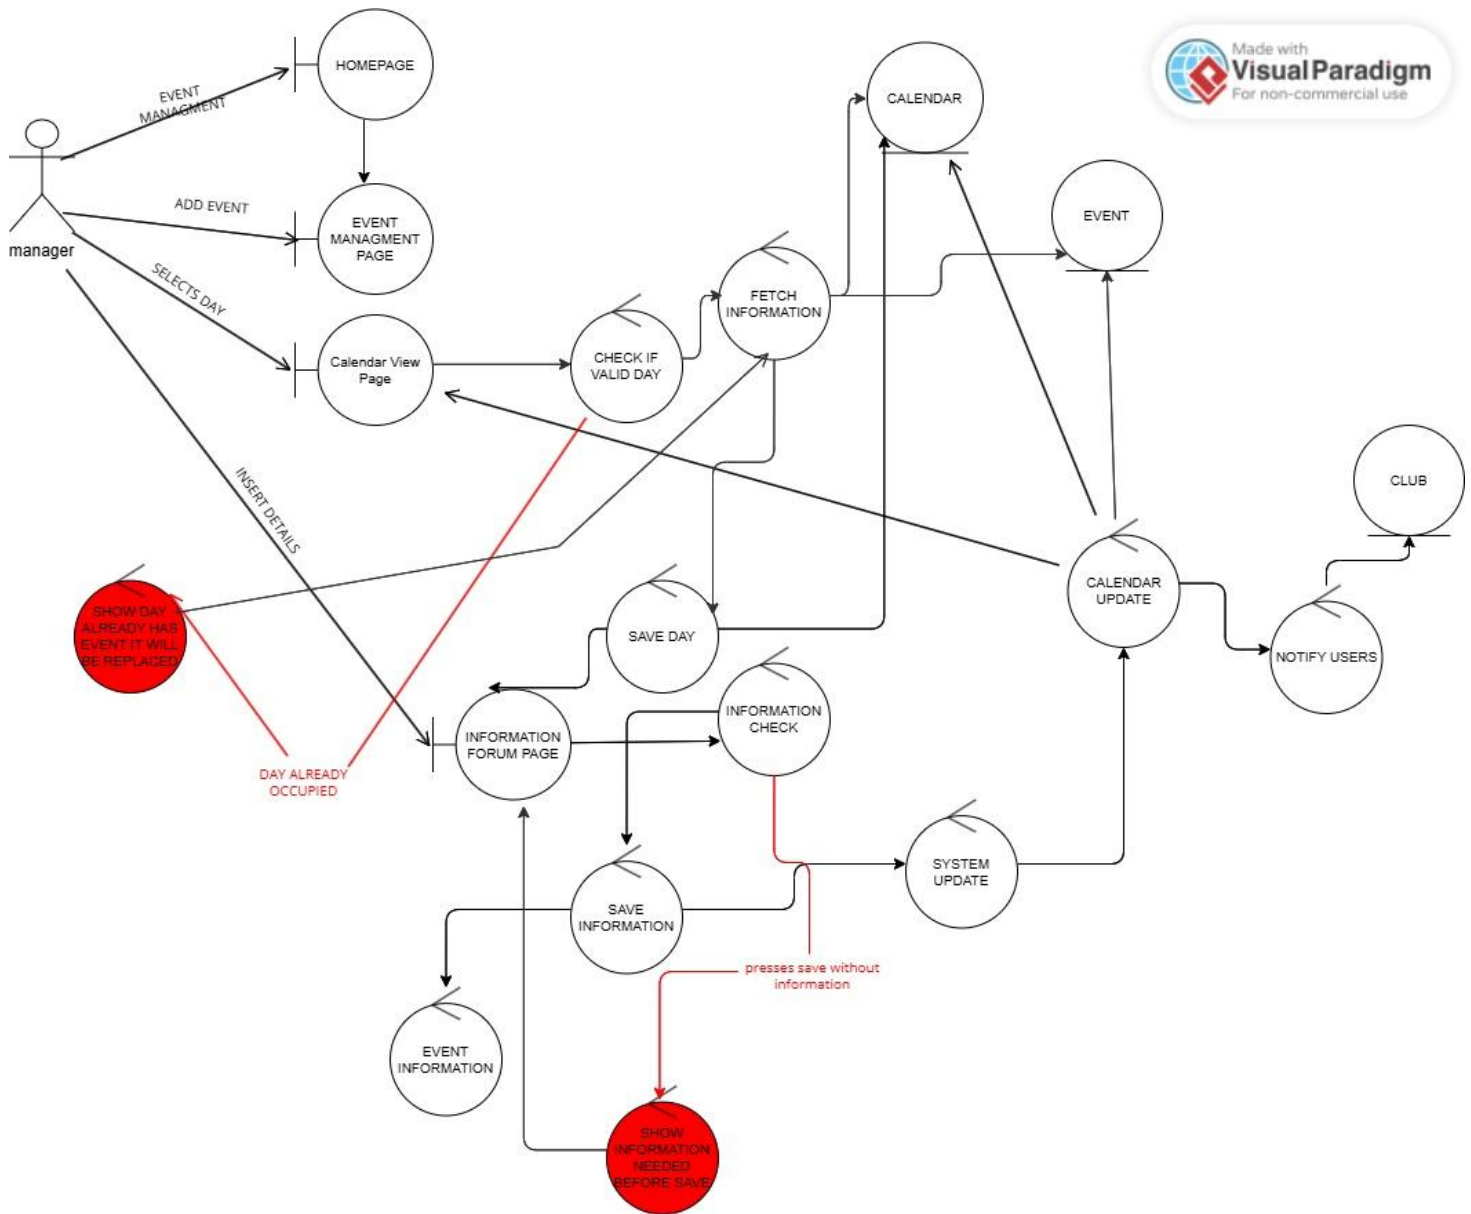 Made with
Visual Paradigm
For non-commercial use
HOMEPAGE
CALENDAR
EVENT
MANAGMENT
ADD EVENT
EVENT
MANAGMENT
PAGE
EVENT
manager
SELECTS DAY
FETCH
INFORMATION
Calendar View
Page
CHECK IF
VALID DAY
CLUB
INSERT DETAILS
CALENDAR
UPDATE
SHOW DAY
ALREADY HAS
EVENT IT WILL
BE REPLACED
SAVE DAY
NOTIFY USERS
INFORMATION
FORUM PAGE
INFORMATION
CHECK
DAY ALREADY
OCCUPIED
SYSTEM
UPDATE
SAVE
INFORMATION
presses save without
information
EVENT
INFORMATION
SHOW
INFORMATION
NEEDED
BEFORE SAVE